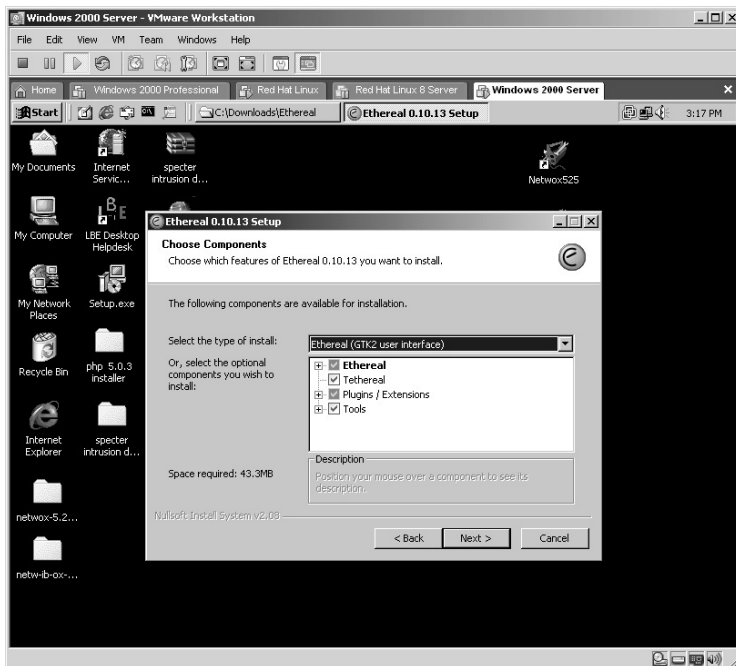 Windows 2000 Server - VMware Workstation
File Edit View VM Team Windows Help
Home Windows 2000 Professional Red Hat Linux Red Hat Linux 8 Server Windows 2000 Server
Start C:\Downloads\Ethereal Ethereal 0.10.13 Setup 3:17 PM
My Documents
Internet
Servic...
specter
intrusion d...
Netwox525
My Computer
LBE
LBE Desktop
Helpdesk
My Network
Places
Setup.exe
Recycle Bin
php 5.0.3
installer
Internet
Explorer
specter
intrusion d...
netwox-5.2...
netw-ib-ox-...
Ethereal 0.10.13 Setup
Choose Components
Choose which features of Ethereal 0.10.13 you want to install.
The following components are available for installation.
Select the type of install:
Ethereal (GTK2 user interface)
Or, select the optional
components you wish to
install:
Ethereal
Tethereal
Plugins / Extensions
Tools
Space required: 43.3MB
Description
Position your mouse over a component to see its
description.
Nullsoft Install System v2.08
< Back Next > Cancel